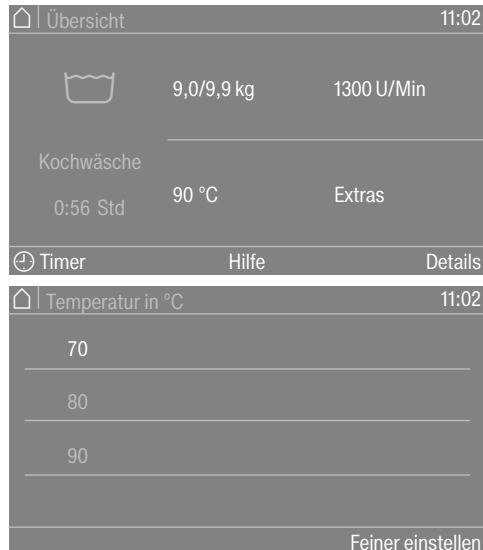 Übersicht 11:02
9,0/9,9 kg 1300 U/Min
Kochwäsche
0:56 Std
90 °C Extras
Timer Hilfe Details
Temperatur in °C 11:02
70
80
90
Feiner einstellen